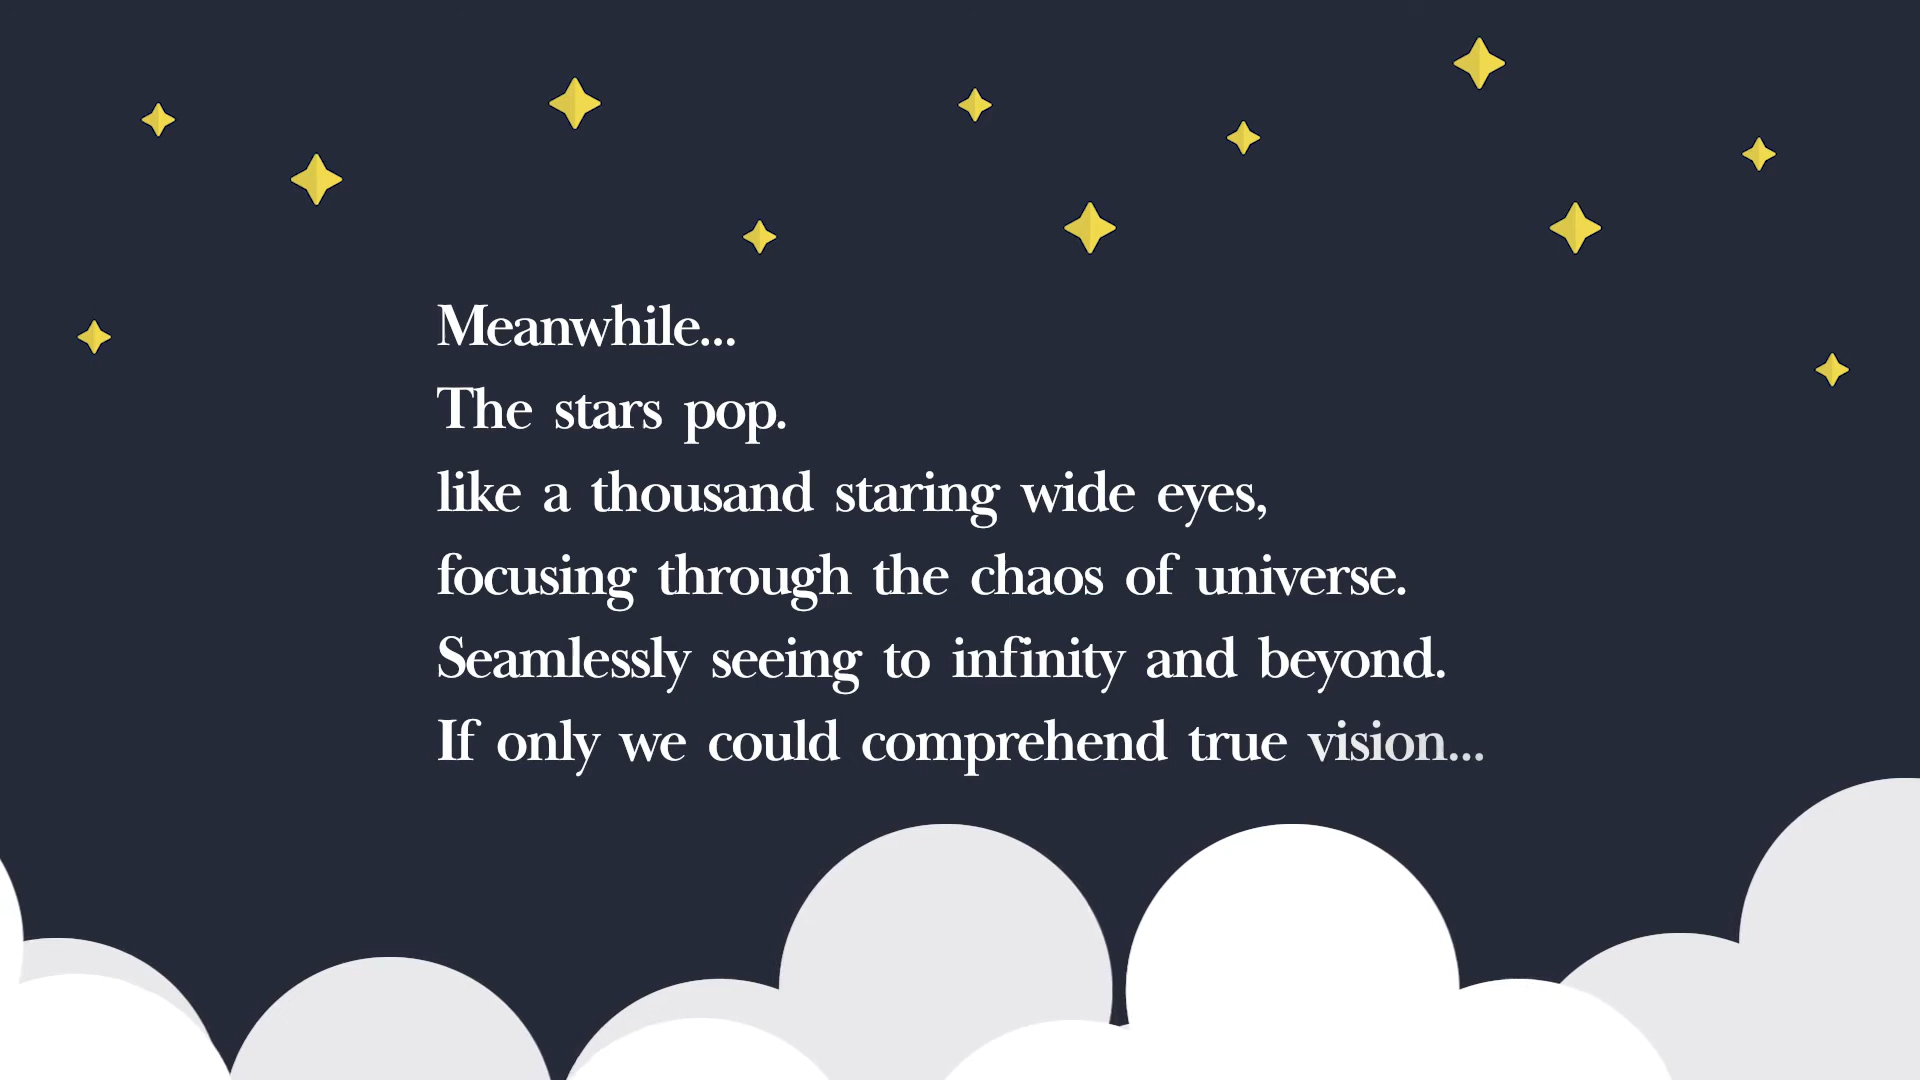 Meanwhile...
The stars pop.
like a thousand staring wide eyes,
focusing through the chaos of universe.
Seamlessly seeing to infinity and beyond.
If only we could comprehend true vision...